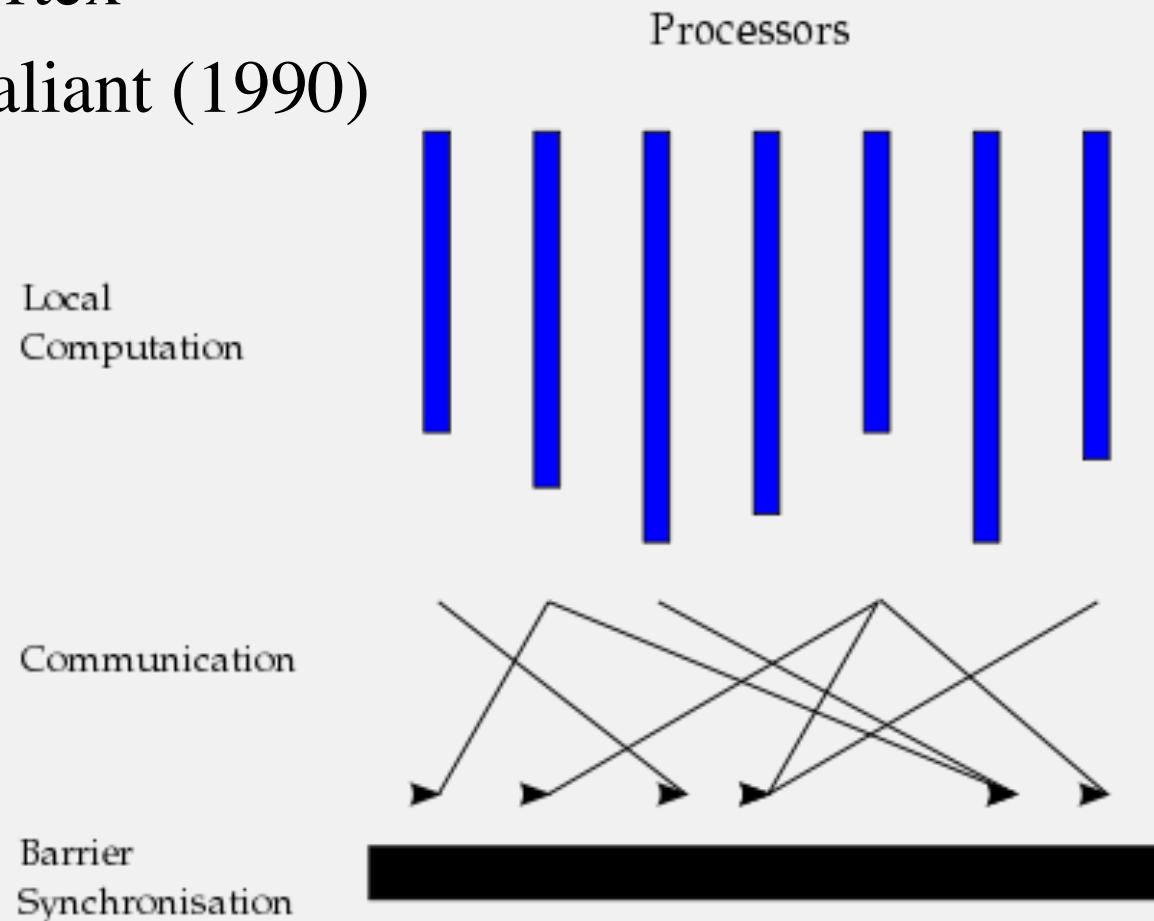 aliant (1990)
Processors
Local
Computation
Communication
Barrier
Synchronisation